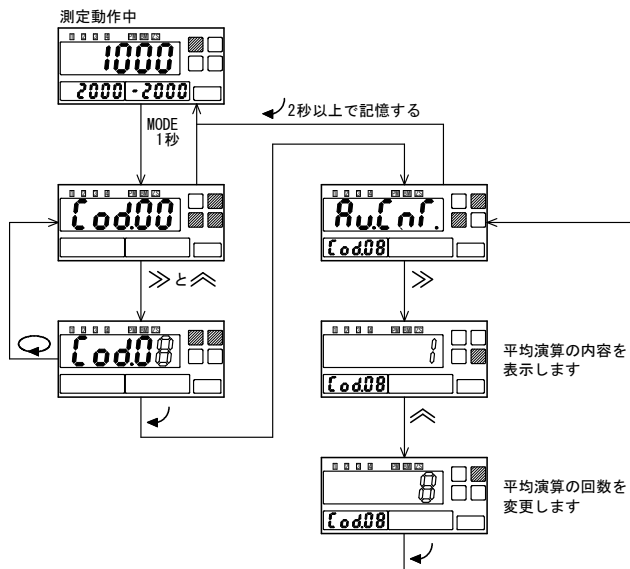 測定動作中
1000
2000 -2000
MODE
1秒
2秒以上で記憶する
Cod.00
Au.CnT.
Cod.08
≫と︽
≫
Cod.08
1
Cod.08
平均演算の内容を
表示します
︽
8
Cod.08
平均演算の回数を
変更します